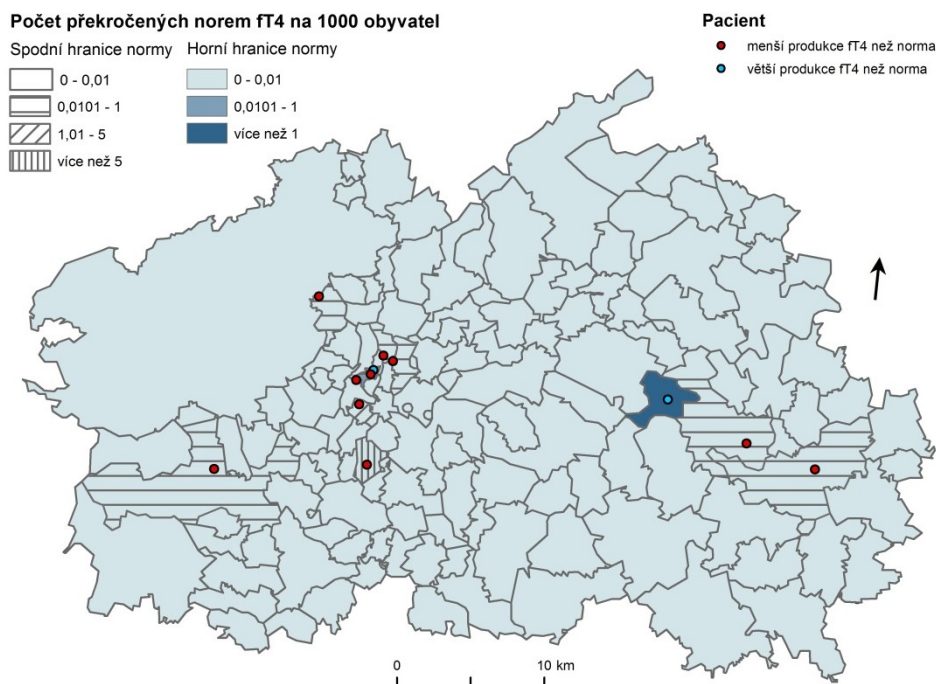 Počet překročených norem fT4 na 1000 obyvatel
Spodní hranice normy
0 - 0,01
0,0101 - 1
1,01 - 5
více než 5
Horní hranice normy
0 - 0,01
0,0101 - 1
více než 1
Pacient
menší produkce fT4 než norma
větší produkce fT4 než norma
0 10 km